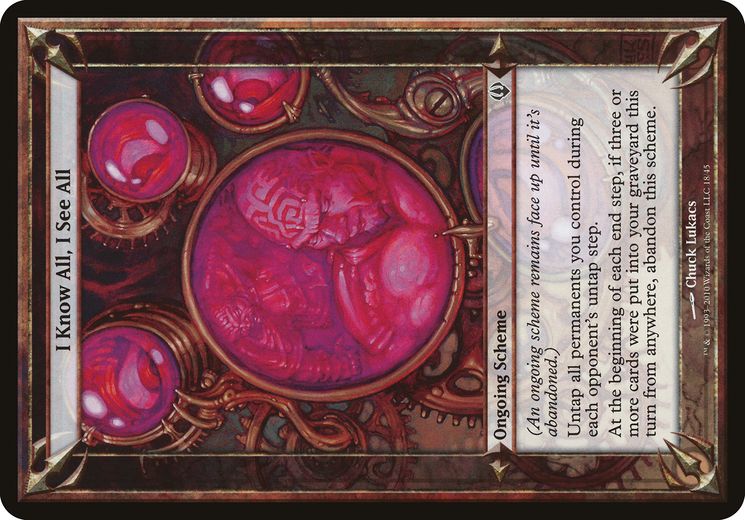 I Know All, I See All
Ongoing Scheme
(An ongoing scheme remains face up until it's
abandoned.)
Untap all permanents you control during
each opponent's untap step.
At the beginning of each end step, if three or
more cards were put into your graveyard this
turn from anywhere, abandon this scheme.
Chuck Lukacs
™ & © 1993–2010 Wizards of the Coast LLC 18/45